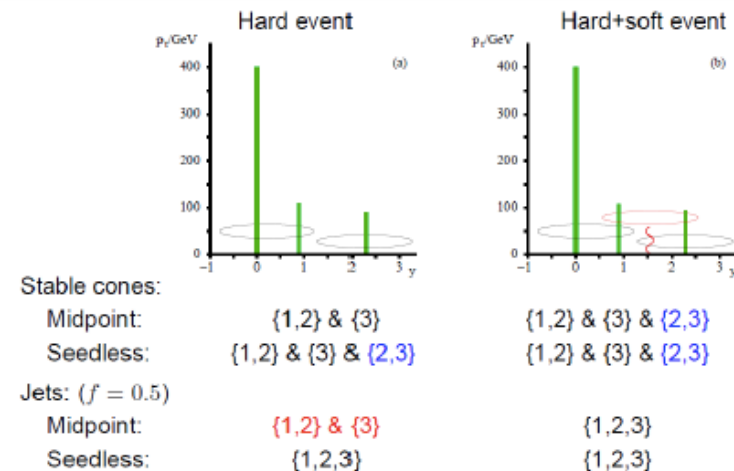 Hard event Hard+soft event
pₜ/GeV pₜ/GeV
400 (a) 400 (b)
300 300
200 200
100 100
0 0
−1 0 1 2 3 y −1 0 1 2 3 y
Stable cones:
Midpoint: {1,2} & {3} {1,2} & {3} & {2,3}
Seedless: {1,2} & {3} & {2,3} {1,2} & {3} & {2,3}
Jets: (f = 0.5)
Midpoint: {1,2} & {3} {1,2,3}
Seedless: {1,2,3} {1,2,3}